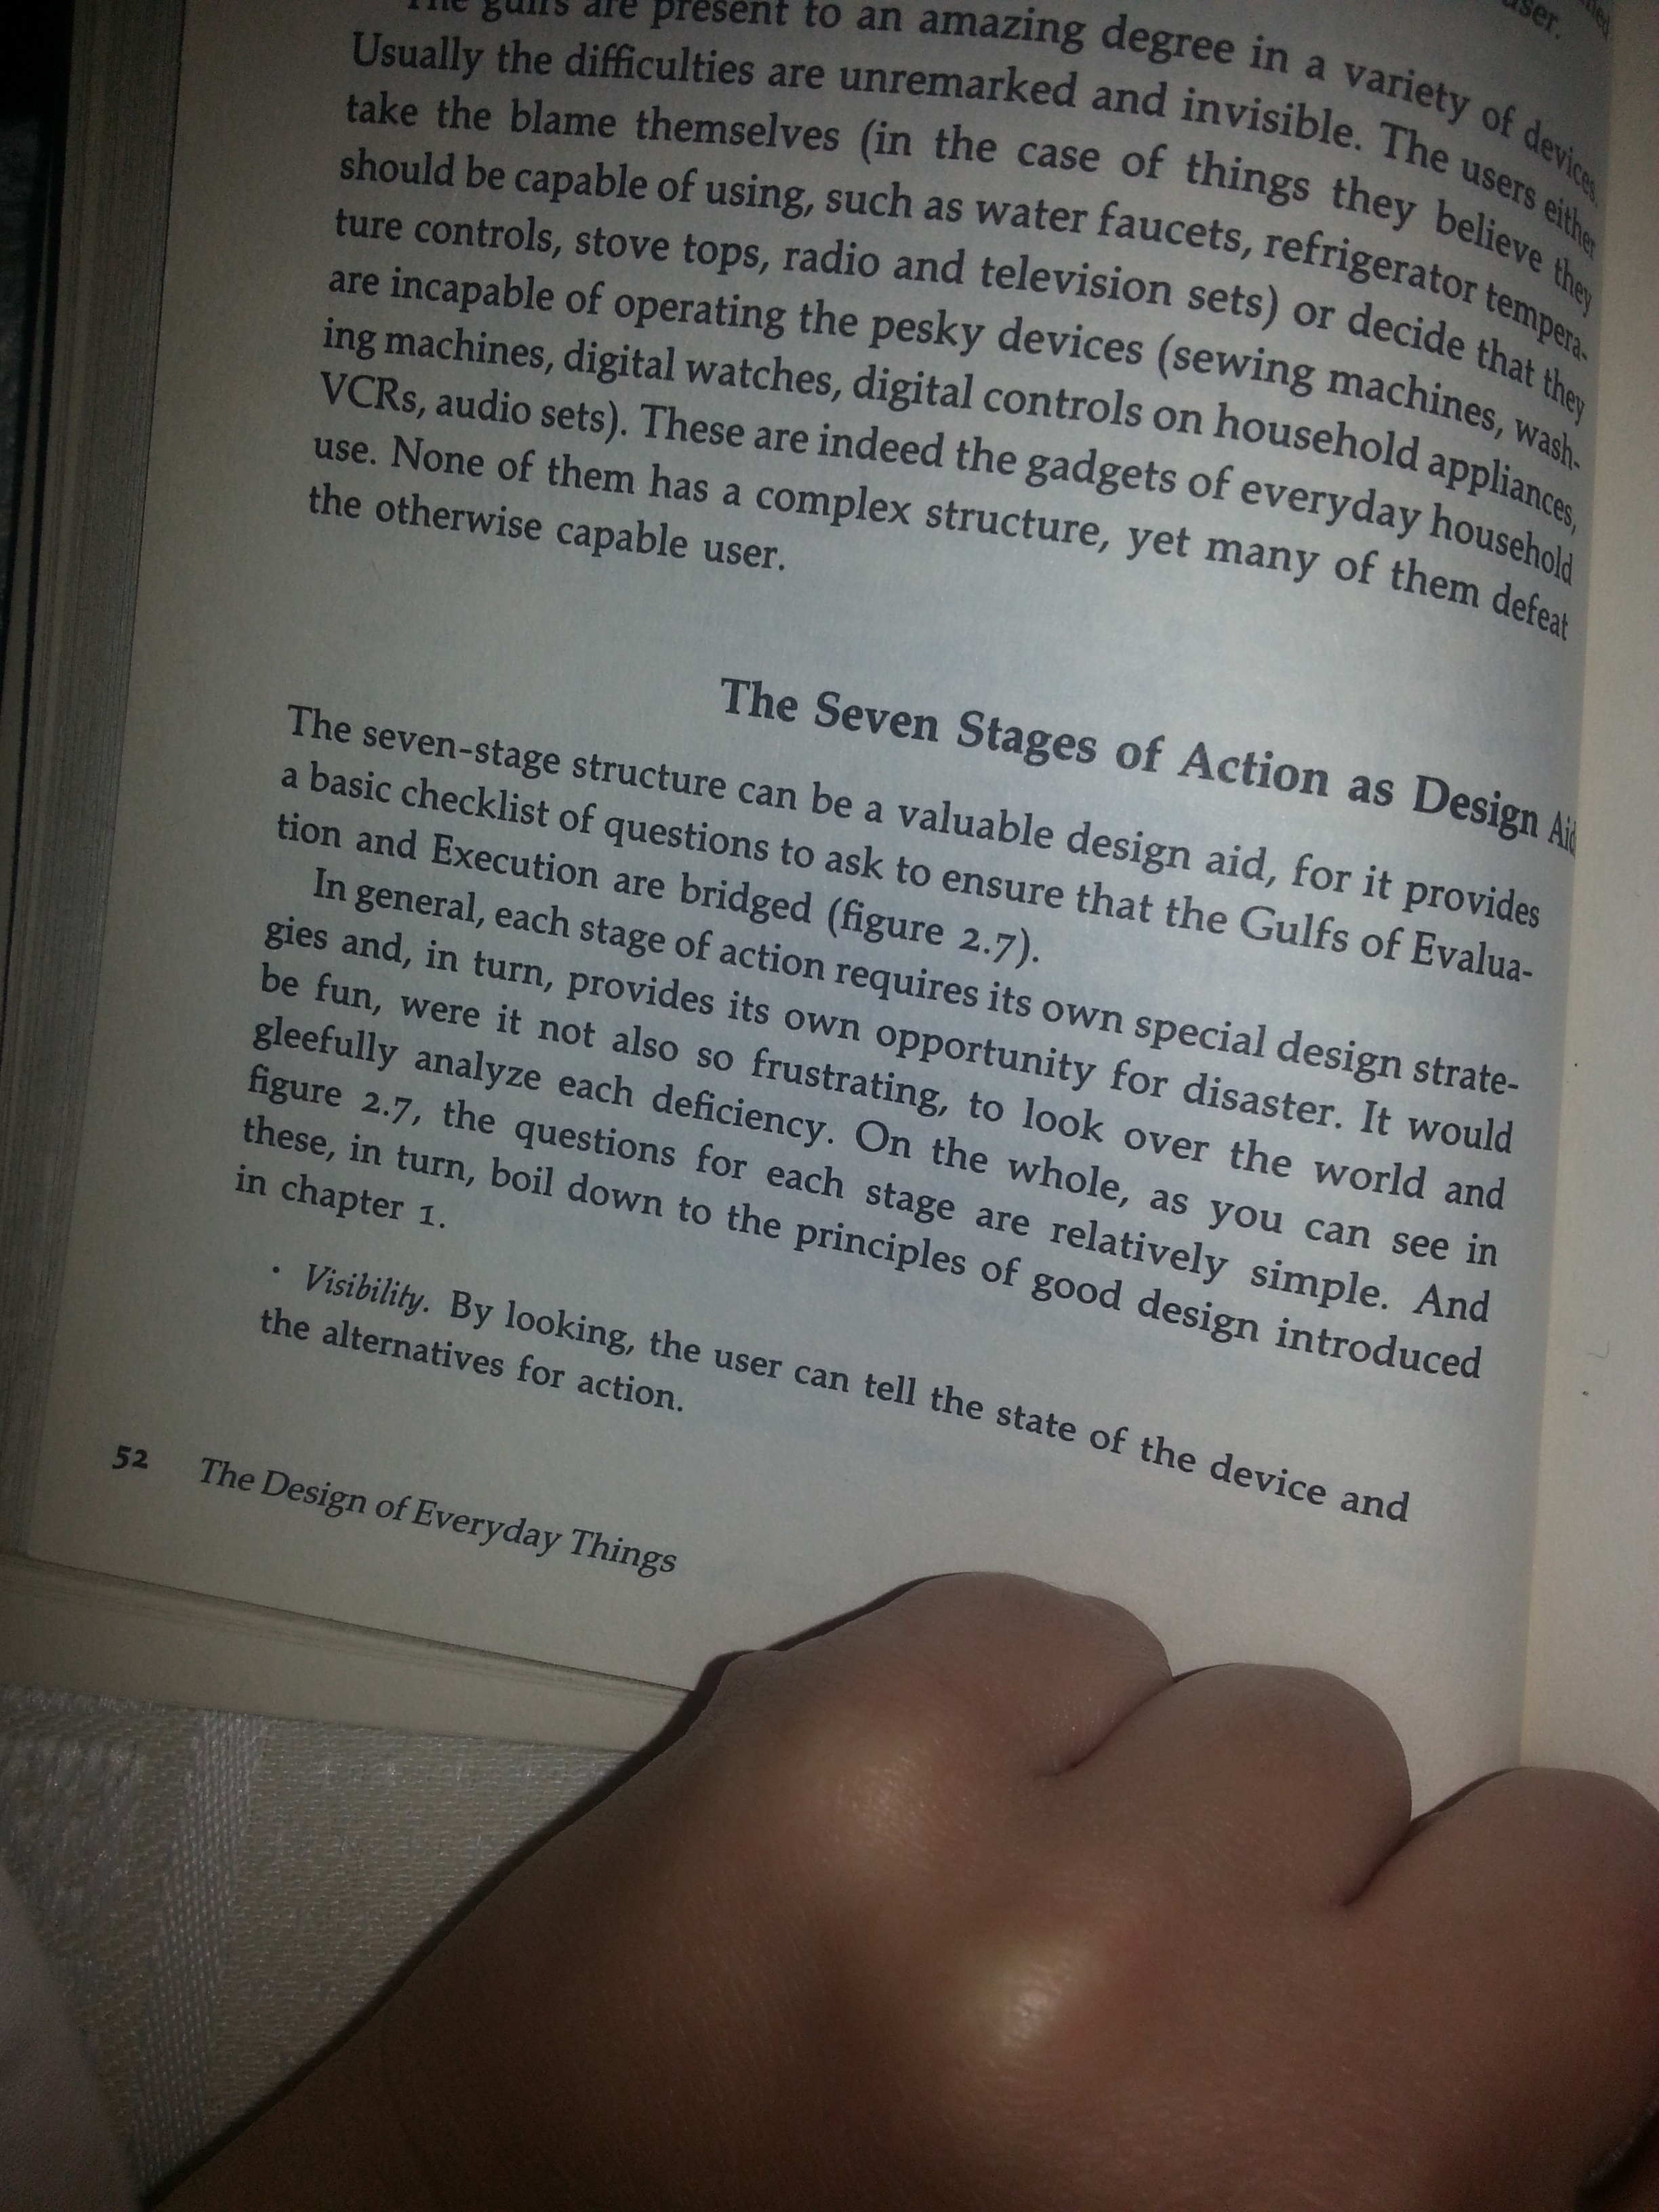 user.
The gulfs are present to an amazing degree in a variety of devices.
Usually the difficulties are unremarked and invisible. The users either
take the blame themselves (in the case of things they believe they
should be capable of using, such as water faucets, refrigerator tempera-
ture controls, stove tops, radio and television sets) or decide that they
are incapable of operating the pesky devices (sewing machines, wash-
ing machines, digital watches, digital controls on household appliances,
VCRs, audio sets). These are indeed the gadgets of everyday household
use. None of them has a complex structure, yet many of them defeat
the otherwise capable user.
The Seven Stages of Action as Design Aid
The seven-stage structure can be a valuable design aid, for it provides
a basic checklist of questions to ask to ensure that the Gulfs of Evalua-
tion and Execution are bridged (figure 2.7).
In general, each stage of action requires its own special design strate-
gies and, in turn, provides its own opportunity for disaster. It would
be fun, were it not also so frustrating, to look over the world and
gleefully analyze each deficiency. On the whole, as you can see in
figure 2.7, the questions for each stage are relatively simple. And
these, in turn, boil down to the principles of good design introduced
in chapter 1.
· Visibility. By looking, the user can tell the state of the device and
the alternatives for action.
52 The Design of Everyday Things